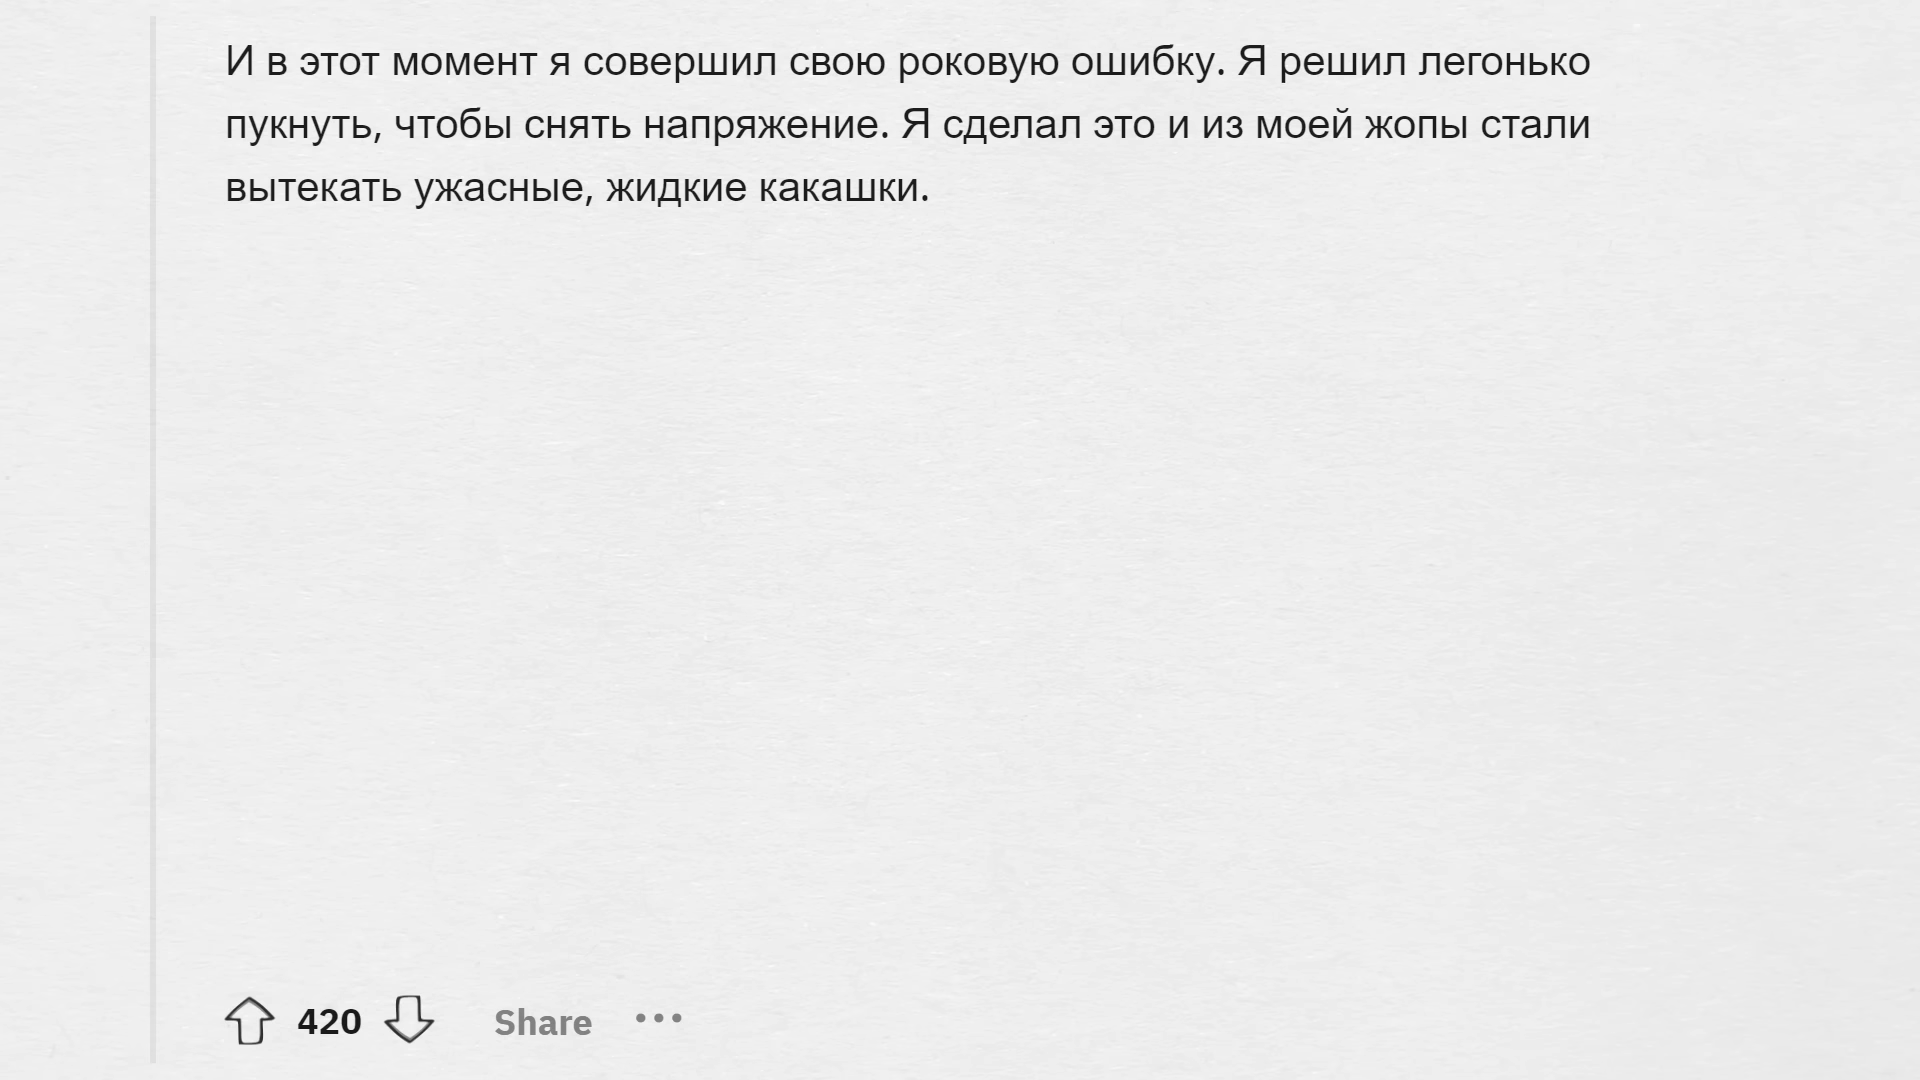 И в этот момент я совершил свою роковую ошибку. Я решил легонько
пукнуть, чтобы снять напряжение. Я сделал это и из моей жопы стали
вытекать ужасные, жидкие какашки.
420 Share